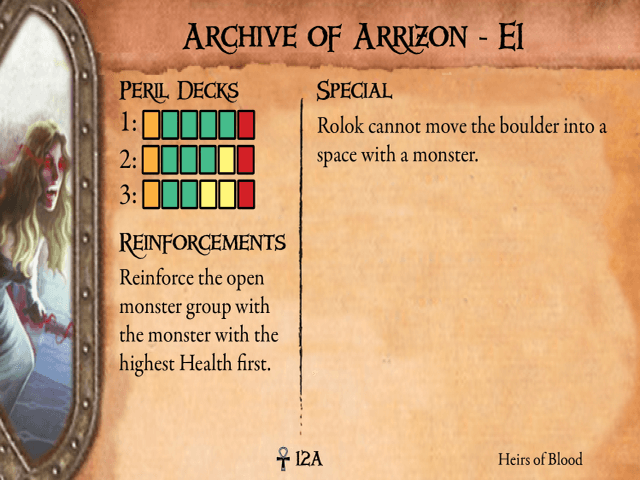 Archive of Arrizon - E1
Peril Decks
1:
2:
3:
Reinforcements
Reinforce the open
monster group with
the monster with the
highest Health first.
Special
Rolok cannot move the boulder into a
space with a monster.
12A
Heirs of Blood